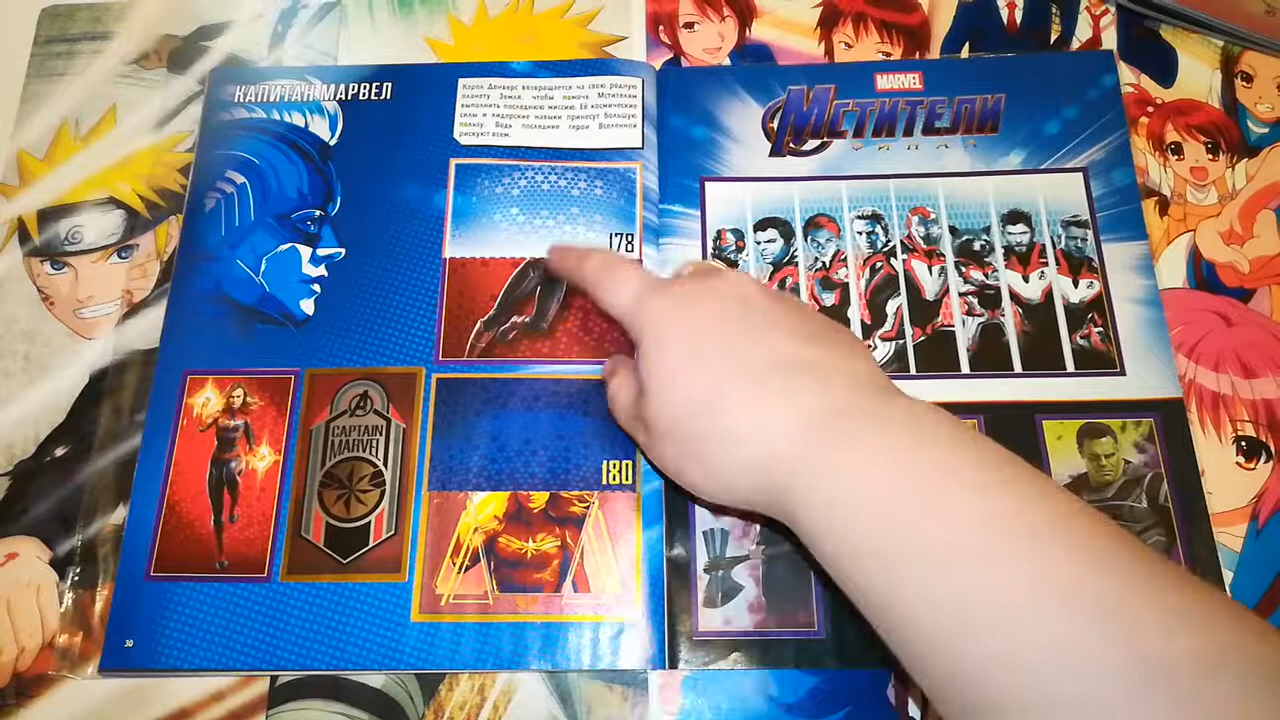 КАПИТАН МАРВЕЛ
Кэрол Денверс возвращается на свою родную
планету Земля, чтобы помочь Мстителям
выполнить последнюю миссию. Её космические
силы и лидерские навыки принесут большую
пользу. Ведь последние герои Вселенной
рискуют всем.
178
CAPTAIN
MARVEL
180
30
MARVEL
МСТИТЕЛИ
ФИНАЛ